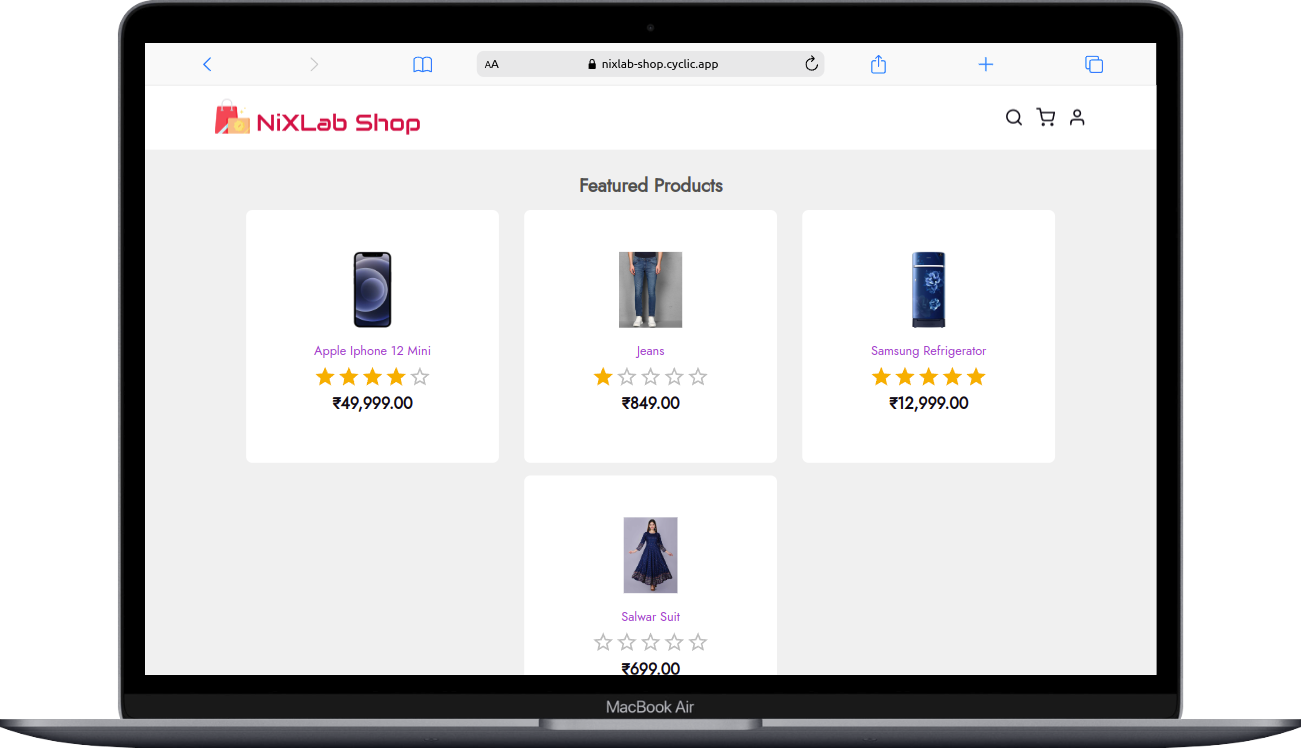 AA nixlab-shop.cyclic.app
NiXLab Shop
Featured Products
Apple Iphone 12 Mini
₹49,999.00
Jeans
₹849.00
Samsung Refrigerator
₹12,999.00
Salwar Suit
₹699.00
MacBook Air